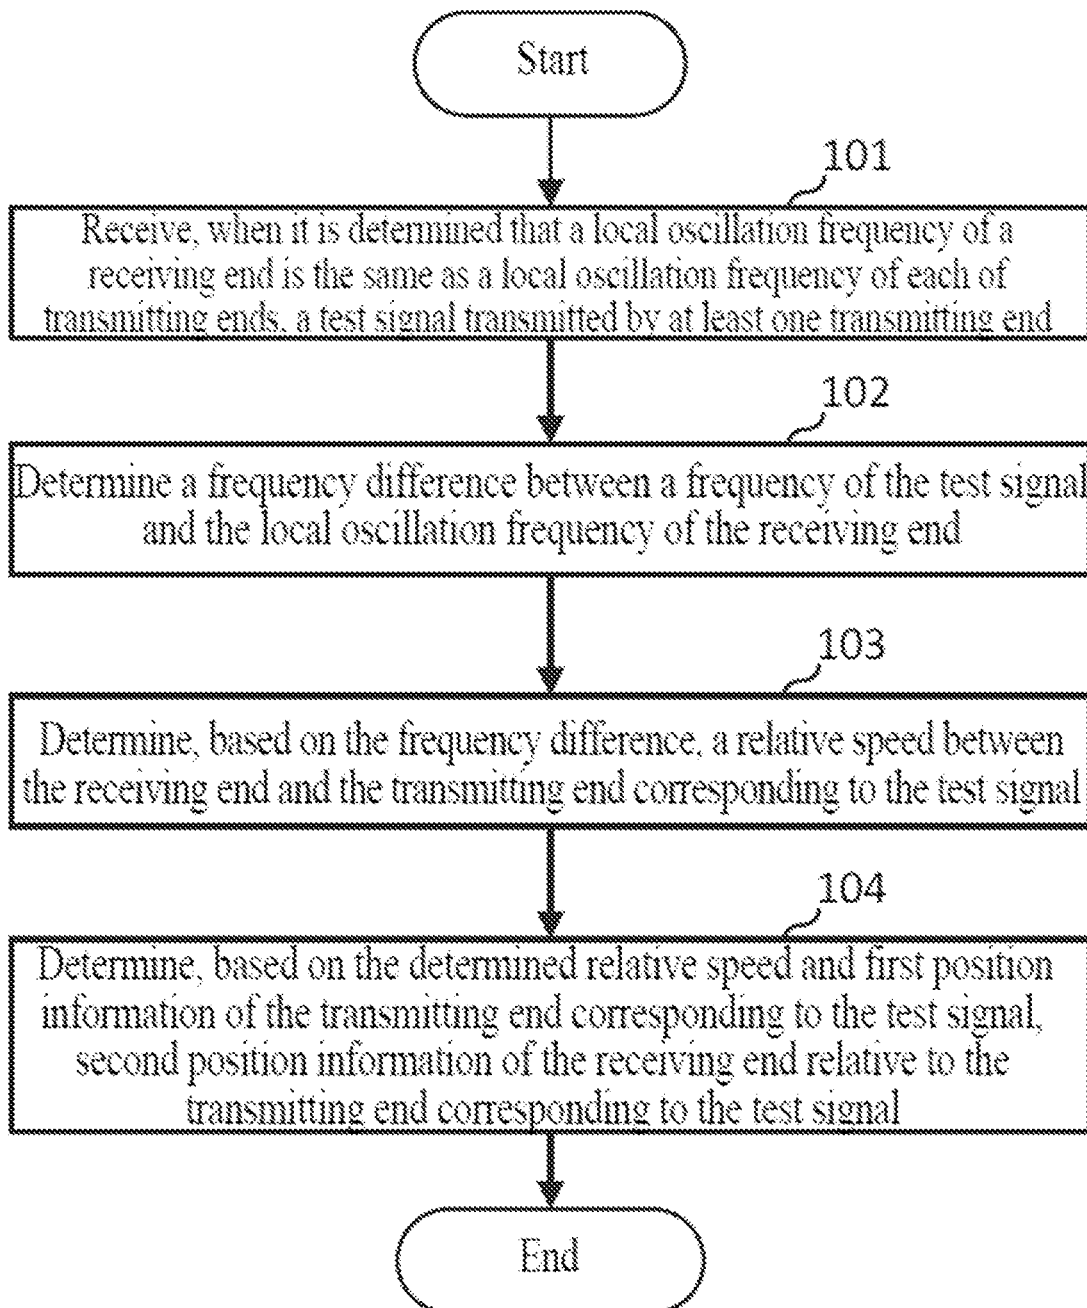 Start
101
Receive, when it is determined that a local oscillation frequency of a
receiving end is the same as a local oscillation frequency of each of
transmitting ends, a test signal transmitted by at least one transmitting end
102
Determine a frequency difference between a frequency of the test signal
and the local oscillation frequency of the receiving end
103
Determine, based on the frequency difference, a relative speed between
the receiving end and the transmitting end corresponding to the test signal
104
Determine, based on the determined relative speed and first position
information of the transmitting end corresponding to the test signal,
second position information of the receiving end relative to the
transmitting end corresponding to the test signal
End